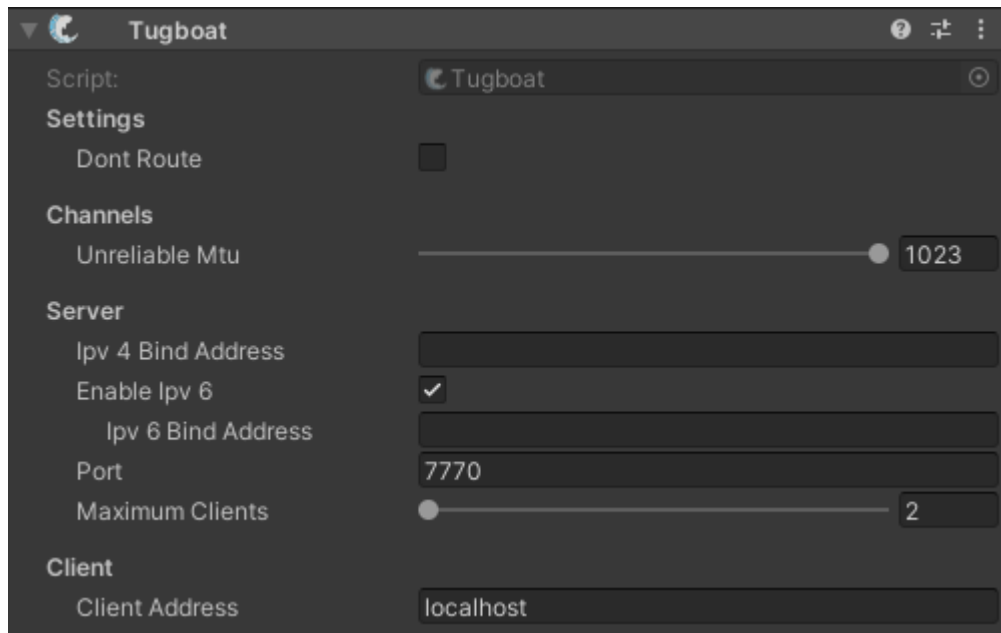 Tugboat
Script: Tugboat
Settings
Dont Route
Channels
Unreliable Mtu 1023
Server
Ipv 4 Bind Address
Enable Ipv 6
Ipv 6 Bind Address
Port 7770
Maximum Clients 2
Client
Client Address localhost